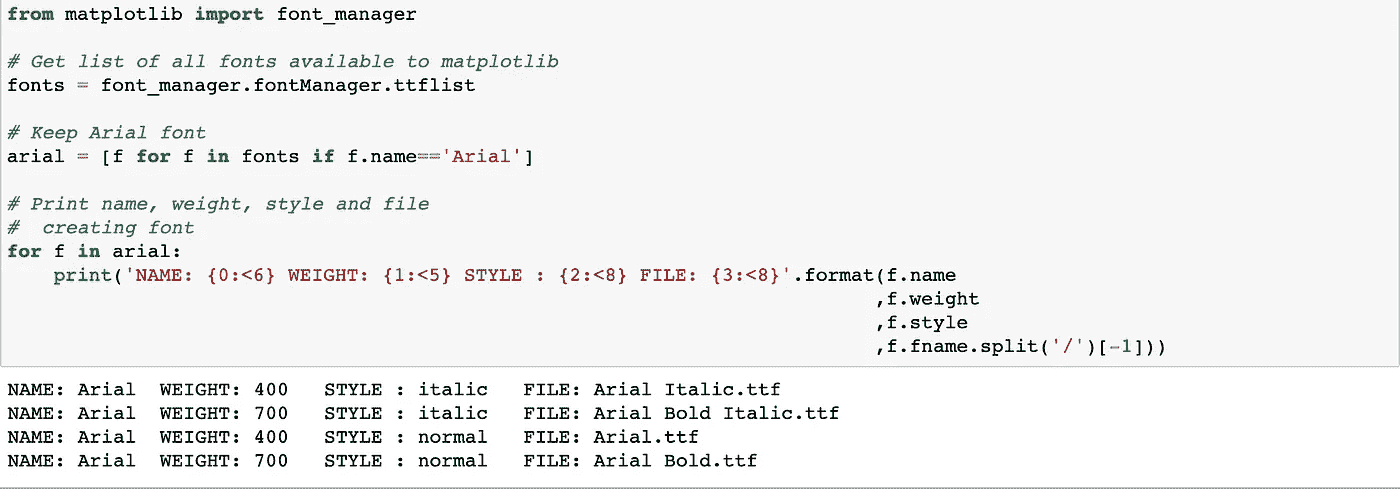 from matplotlib import font_manager
# Get list of all fonts available to matplotlib
fonts = font_manager.fontManager.ttflist
# Keep Arial font
arial = [f for f in fonts if f.name=='Arial']
# Print name, weight, style and file
#  creating font
for f in arial:
    print('NAME: {0:<6} WEIGHT: {1:<5} STYLE : {2:<8} FILE: {3:<8}'.format(f.name
                                                                          ,f.weight
                                                                          ,f.style
                                                                          ,f.fname.split('/')[-1]))
NAME: Arial  WEIGHT: 400   STYLE : italic   FILE: Arial Italic.ttf
NAME: Arial  WEIGHT: 700   STYLE : italic   FILE: Arial Bold Italic.ttf
NAME: Arial  WEIGHT: 400   STYLE : normal   FILE: Arial.ttf
NAME: Arial  WEIGHT: 700   STYLE : normal   FILE: Arial Bold.ttf